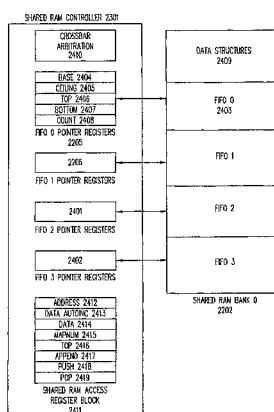 SHARED RAM CONTROLLER 2301
CROSSBAR
ARBITRATION
2410
BASE 2404
CEILING 2405
TOP 2406
BOTTOM 2407
COUNT 2408
FIFO 0 POINTER REGISTERS
2205
2206
FIFO 1 POINTER REGISTERS
2401
FIFO 2 POINTER REGISTERS
2402
FIFO 3 POINTER REGISTERS
ADDRESS 2412
DATA AUTOINC 2413
DATA 2414
MAPNUM 2415
TOP 2416
APPEND 2417
PUSH 2418
POP 2419
SHARED RAM ACCESS
REGISTER BLOCK
2411
DATA STRUCTURES
2409
FIFO 0
2403
FIFO 1
FIFO 2
FIFO 3
SHARED RAM BANK 0
2202